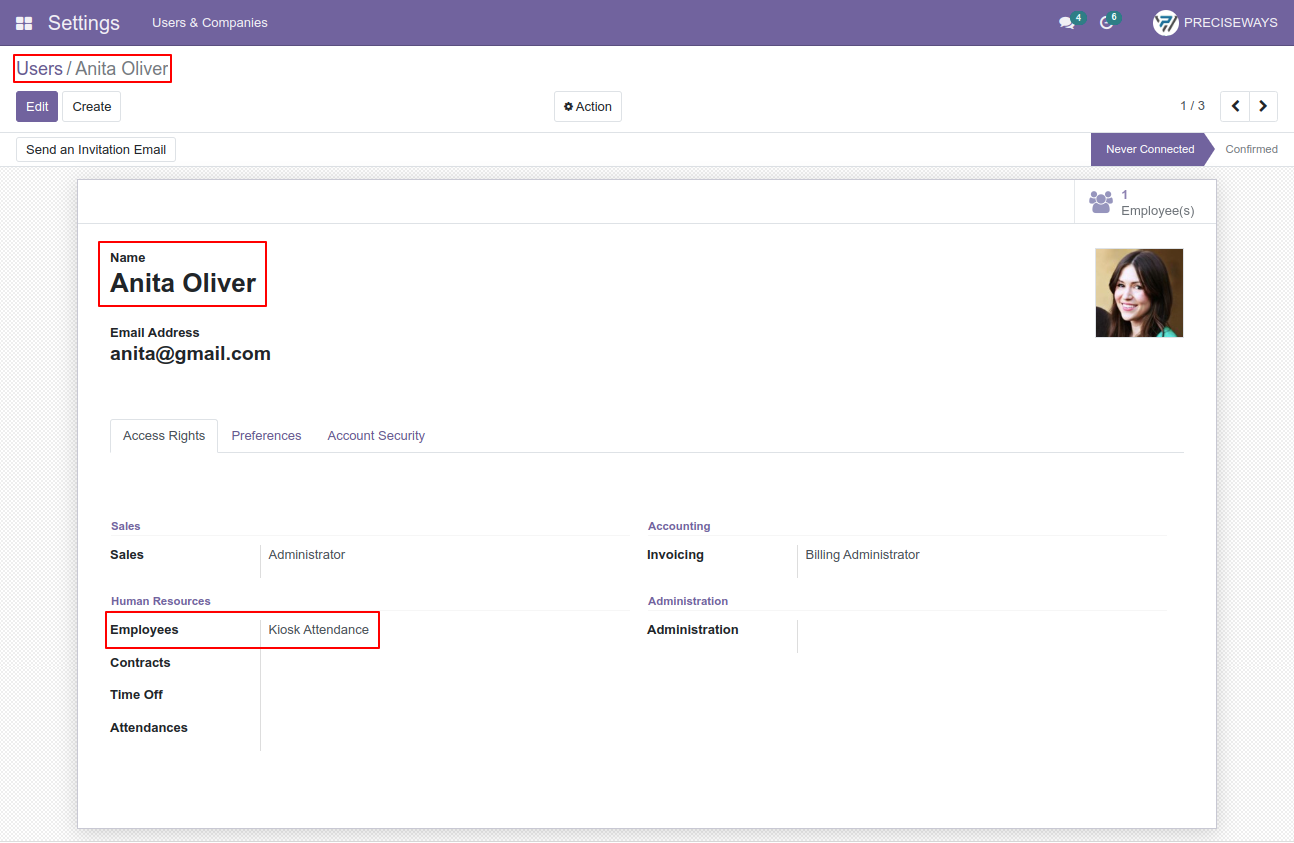 Settings Users & Companies 4 6 PRECISEWAYS
Users / Anita Oliver
Edit Create Action 1 / 3
Send an Invitation Email Never Connected Confirmed
1
Employee(s)
Name
Anita Oliver
Email Address
anita@gmail.com
Access Rights Preferences Account Security
Sales Accounting
Sales Administrator Invoicing Billing Administrator
Human Resources Administration
Employees Kiosk Attendance Administration
Contracts
Time Off
Attendances